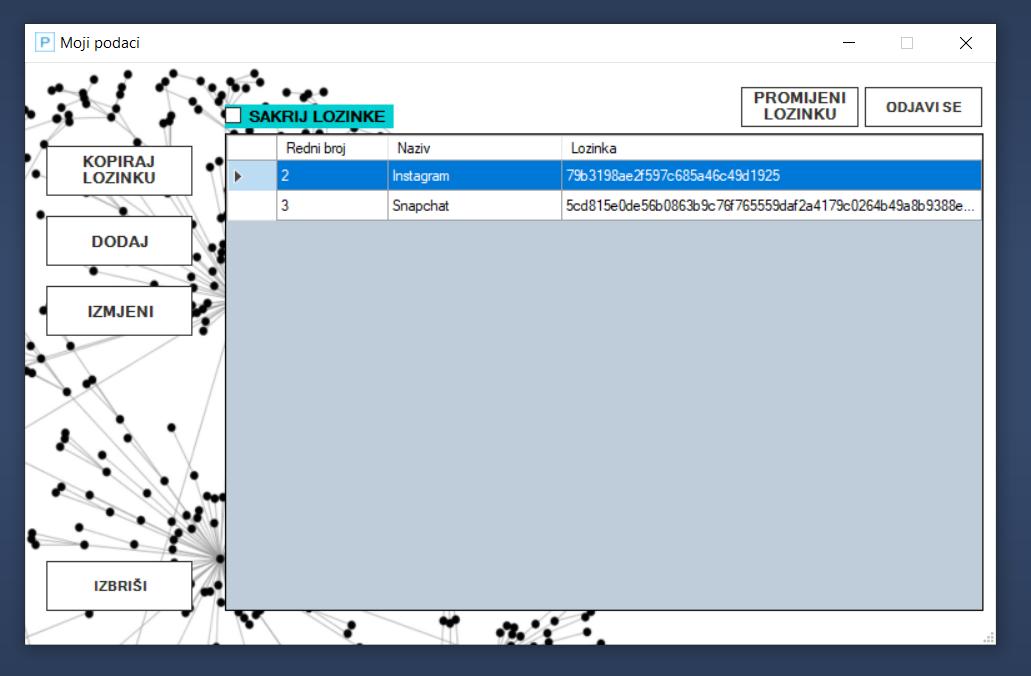 P Moji podaci
SAKRIJ LOZINKE
PROMIJENI
LOZINKU
ODJAVI SE
KOPIRAJ
LOZINKU
DODAJ
IZMJENI
IZBRIŠI
Redni broj Naziv Lozinka
2 Instagram 79b3198ae2f597c685a46c49d1925
3 Snapchat 5cd815e0de56b0863b9c76f765559daf2a4179c0264b49a8b9388e...